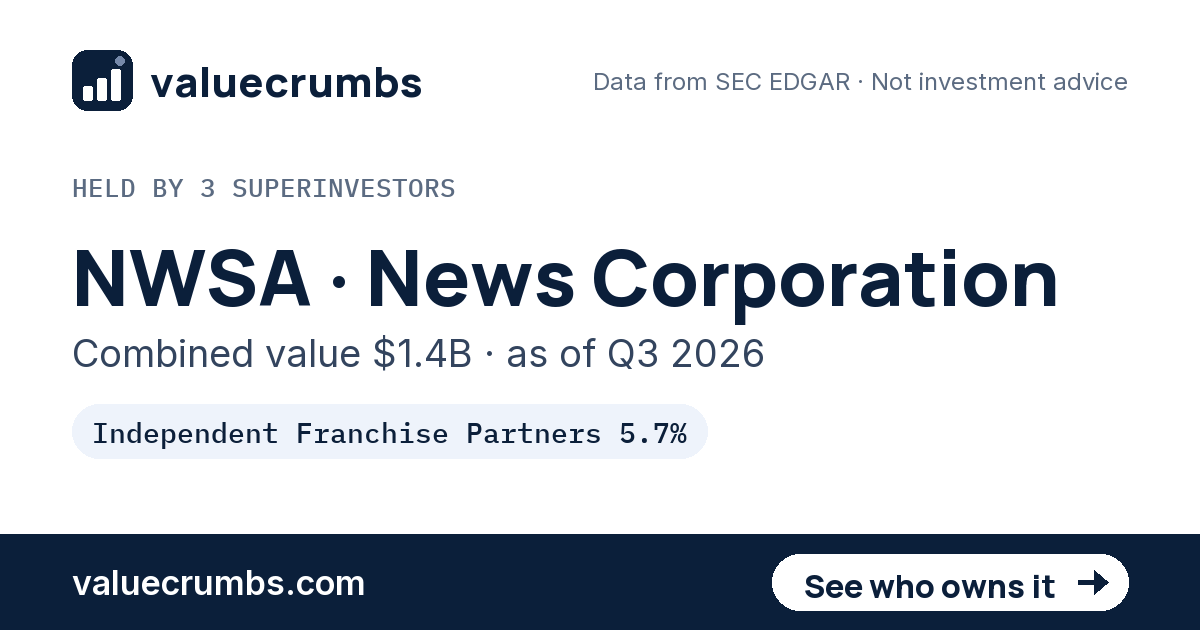 valuecrumbs
Data from SEC EDGAR · Not investment advice
HELD BY 3 SUPERINVESTORS
NWSA · News Corporation
Combined value $1.4B · as of Q3 2026
Independent Franchise Partners 5.7%
valuecrumbs.com
See who owns it →